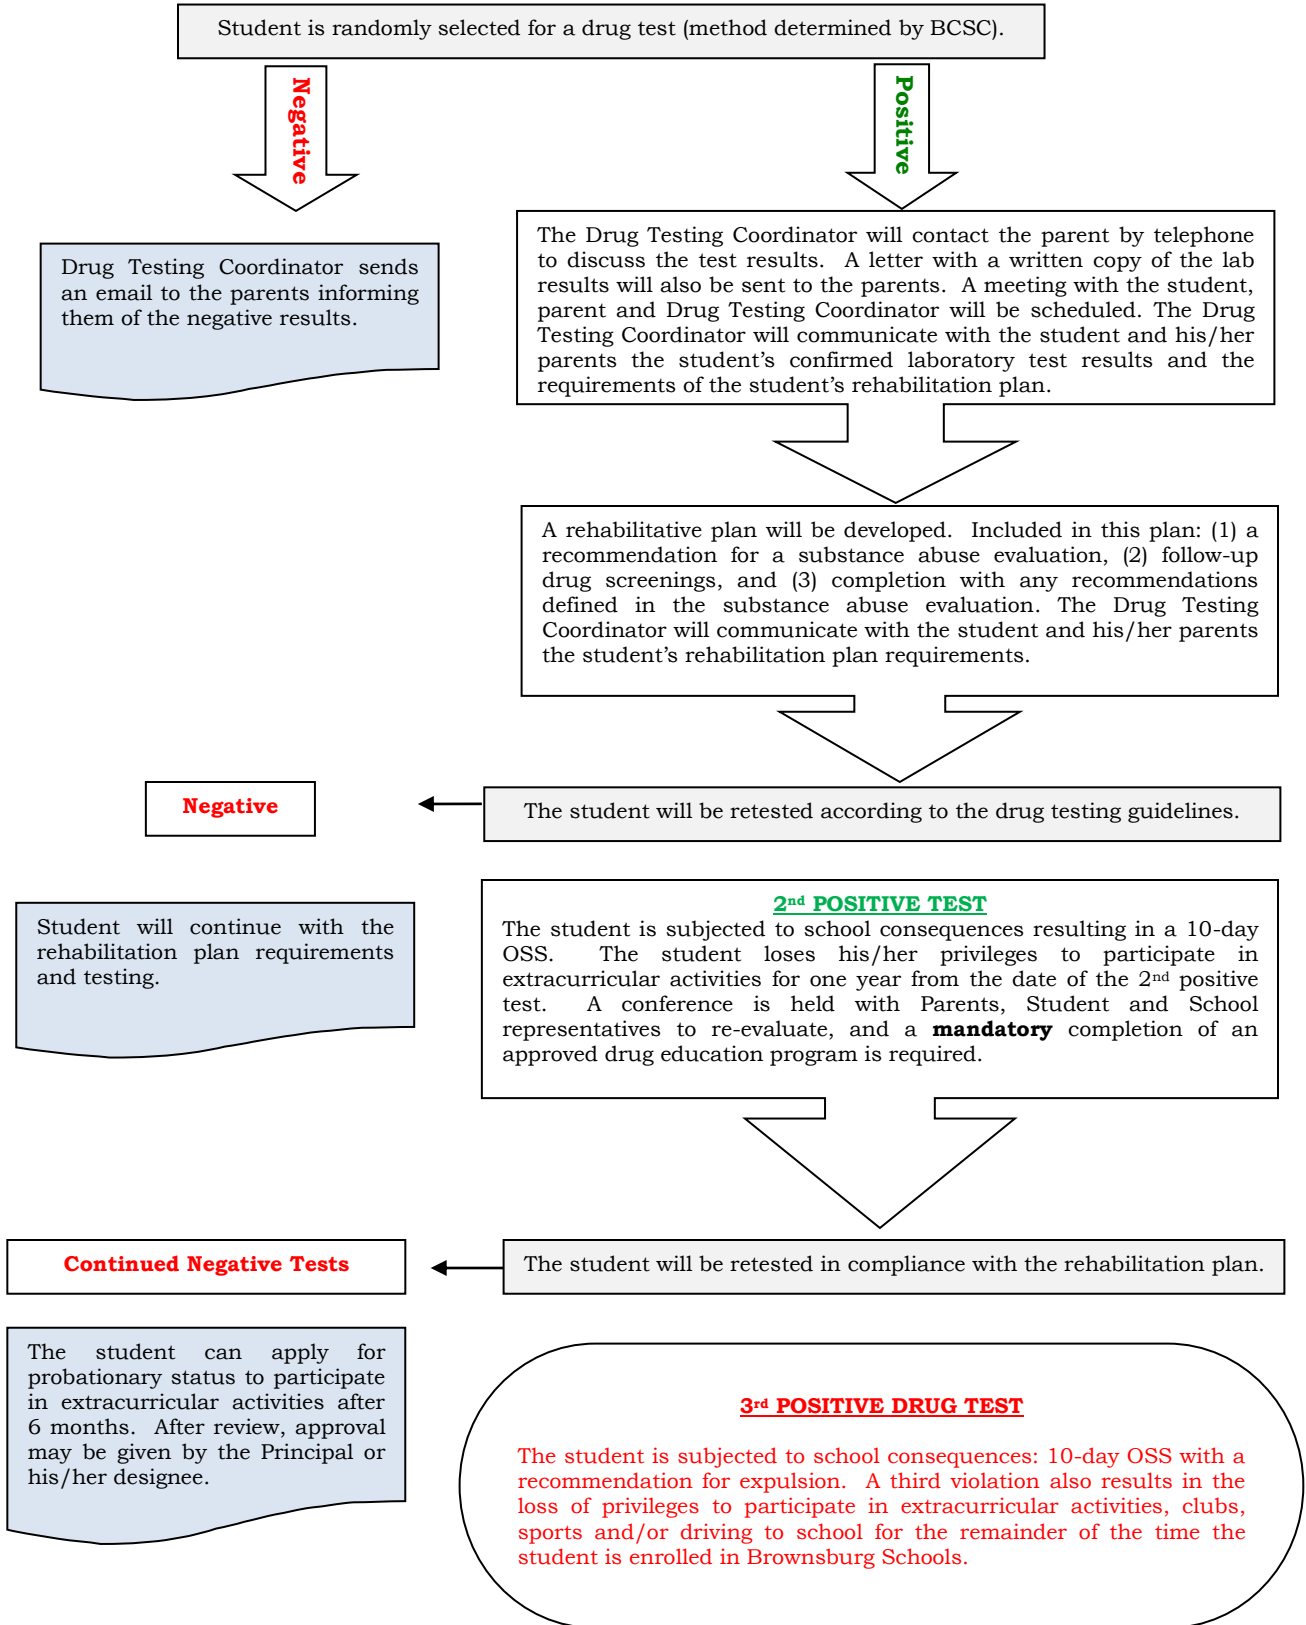 Student is randomly selected for a drug test (method determined by BCSC).
Negative
Positive
Drug Testing Coordinator sends
an email to the parents informing
them of the negative results.
The Drug Testing Coordinator will contact the parent by telephone
to discuss the test results. A letter with a written copy of the lab
results will also be sent to the parents. A meeting with the student,
parent and Drug Testing Coordinator will be scheduled. The Drug
Testing Coordinator will communicate with the student and his/her
parents the student’s confirmed laboratory test results and the
requirements of the student’s rehabilitation plan.
A rehabilitative plan will be developed. Included in this plan: (1) a
recommendation for a substance abuse evaluation, (2) follow-up
drug screenings, and (3) completion with any recommendations
defined in the substance abuse evaluation. The Drug Testing
Coordinator will communicate with the student and his/her parents
the student’s rehabilitation plan requirements.
Negative
The student will be retested according to the drug testing guidelines.
Student will continue with the
rehabilitation plan requirements
and testing.
2nd POSITIVE TEST
The student is subjected to school consequences resulting in a 10-day
OSS. The student loses his/her privileges to participate in
extracurricular activities for one year from the date of the 2nd positive
test. A conference is held with Parents, Student and School
representatives to re-evaluate, and a mandatory completion of an
approved drug education program is required.
Continued Negative Tests
The student will be retested in compliance with the rehabilitation plan.
The student can apply for
probationary status to participate
in extracurricular activities after
6 months. After review, approval
may be given by the Principal or
his/her designee.
3rd POSITIVE DRUG TEST
The student is subjected to school consequences: 10-day OSS with a
recommendation for expulsion. A third violation also results in the
loss of privileges to participate in extracurricular activities, clubs,
sports and/or driving to school for the remainder of the time the
student is enrolled in Brownsburg Schools.